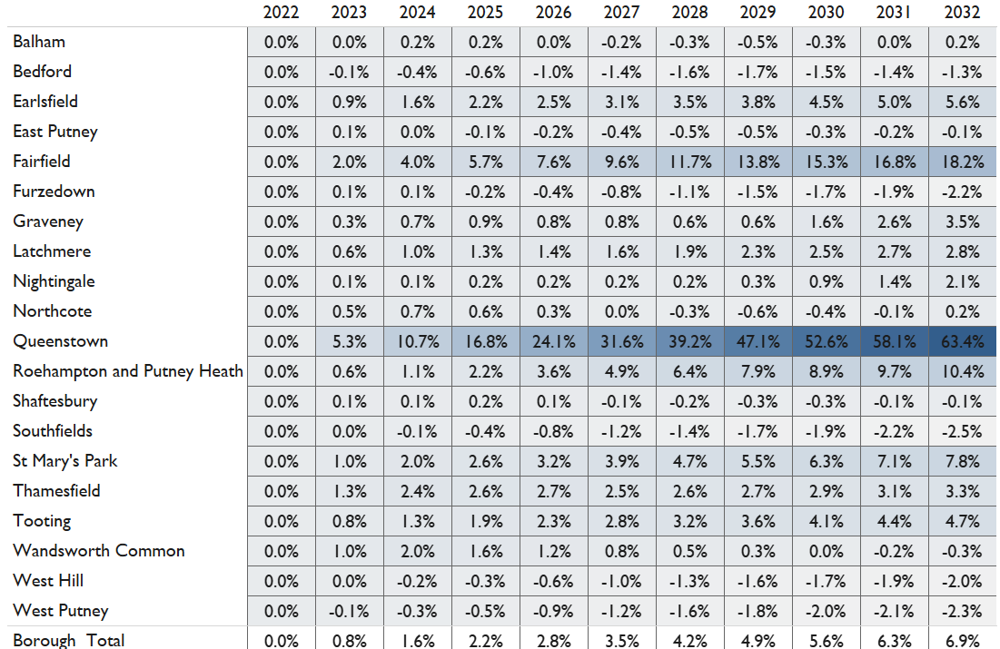 2022 2023 2024 2025 2026 2027 2028 2029 2030 2031 2032
Balham 0.0% 0.0% 0.2% 0.2% 0.0% -0.2% -0.3% -0.5% -0.3% 0.0% 0.2%
Bedford 0.0% -0.1% -0.4% -0.6% -1.0% -1.4% -1.6% -1.7% -1.5% -1.4% -1.3%
Earlsfield 0.0% 0.9% 1.6% 2.2% 2.5% 3.1% 3.5% 3.8% 4.5% 5.0% 5.6%
East Putney 0.0% 0.1% 0.0% -0.1% -0.2% -0.4% -0.5% -0.5% -0.3% -0.2% -0.1%
Fairfield 0.0% 2.0% 4.0% 5.7% 7.6% 9.6% 11.7% 13.8% 15.3% 16.8% 18.2%
Furzedown 0.0% 0.1% 0.1% -0.2% -0.4% -0.8% -1.1% -1.5% -1.7% -1.9% -2.2%
Graveney 0.0% 0.3% 0.7% 0.9% 0.8% 0.8% 0.6% 0.6% 1.6% 2.6% 3.5%
Latchmere 0.0% 0.6% 1.0% 1.3% 1.4% 1.6% 1.9% 2.3% 2.5% 2.7% 2.8%
Nightingale 0.0% 0.1% 0.1% 0.2% 0.2% 0.2% 0.2% 0.3% 0.9% 1.4% 2.1%
Northcote 0.0% 0.5% 0.7% 0.6% 0.3% 0.0% -0.3% -0.6% -0.4% -0.1% 0.2%
Queenstown 0.0% 5.3% 10.7% 16.8% 24.1% 31.6% 39.2% 47.1% 52.6% 58.1% 63.4%
Roehampton and Putney Heath 0.0% 0.6% 1.1% 2.2% 3.6% 4.9% 6.4% 7.9% 8.9% 9.7% 10.4%
Shaftesbury 0.0% 0.1% 0.1% 0.2% 0.1% -0.1% -0.2% -0.3% -0.3% -0.1% -0.1%
Southfields 0.0% 0.0% -0.1% -0.4% -0.8% -1.2% -1.4% -1.7% -1.9% -2.2% -2.5%
St Mary's Park 0.0% 1.0% 2.0% 2.6% 3.2% 3.9% 4.7% 5.5% 6.3% 7.1% 7.8%
Thamesfield 0.0% 1.3% 2.4% 2.6% 2.7% 2.5% 2.6% 2.7% 2.9% 3.1% 3.3%
Tooting 0.0% 0.8% 1.3% 1.9% 2.3% 2.8% 3.2% 3.6% 4.1% 4.4% 4.7%
Wandsworth Common 0.0% 1.0% 2.0% 1.6% 1.2% 0.8% 0.5% 0.3% 0.0% -0.2% -0.3%
West Hill 0.0% 0.0% -0.2% -0.3% -0.6% -1.0% -1.3% -1.6% -1.7% -1.9% -2.0%
West Putney 0.0% -0.1% -0.3% -0.5% -0.9% -1.2% -1.6% -1.8% -2.0% -2.1% -2.3%
Borough Total 0.0% 0.8% 1.6% 2.2% 2.8% 3.5% 4.2% 4.9% 5.6% 6.3% 6.9%